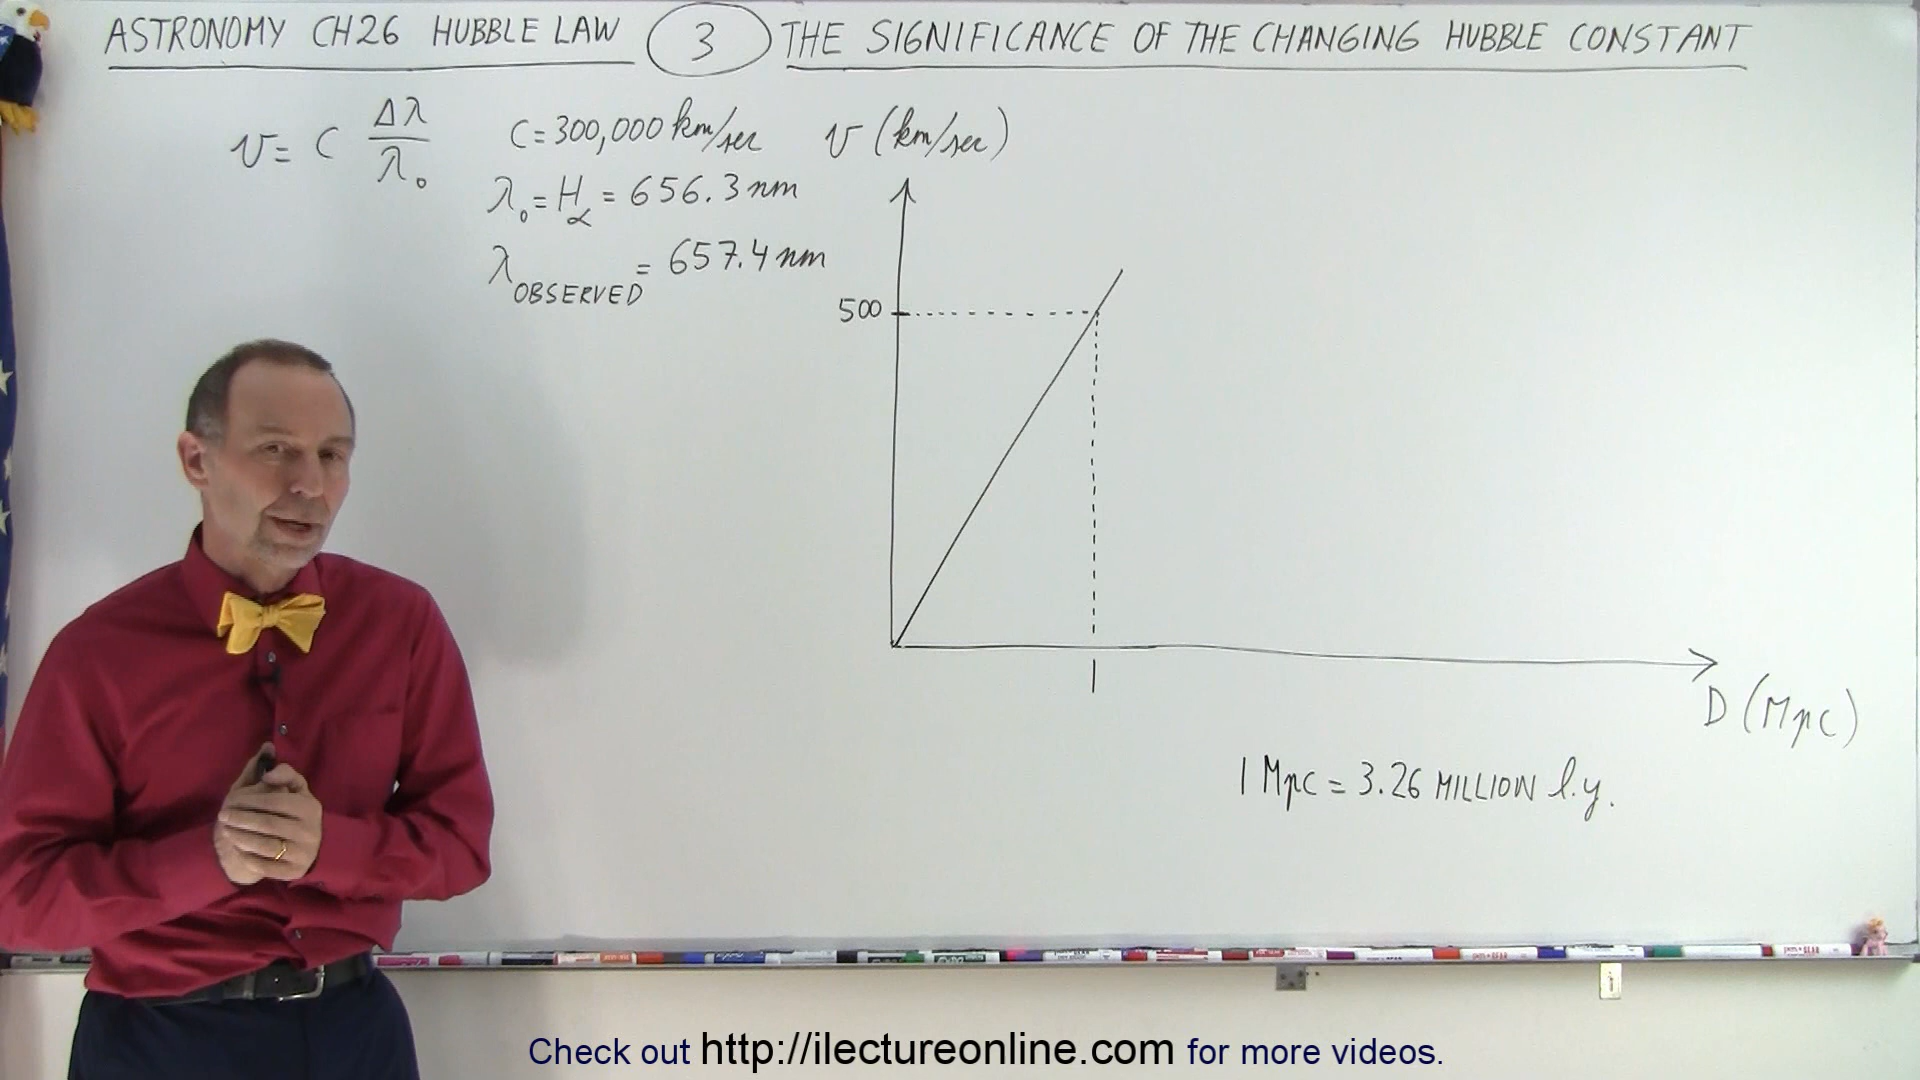 ASTRONOMY CH26 HUBBLE LAW 3 THE SIGNIFICANCE OF THE CHANGING HUBBLE CONSTANT
v = c Δλ/λ₀
c = 300,000 km/sec
λ₀ = Hα = 656.3 nm
λ OBSERVED = 657.4 nm
v (km/sec)
500
1
D (Mpc)
1 Mpc = 3.26 MILLION l.y.
Check out http://ilectureonline.com for more videos.